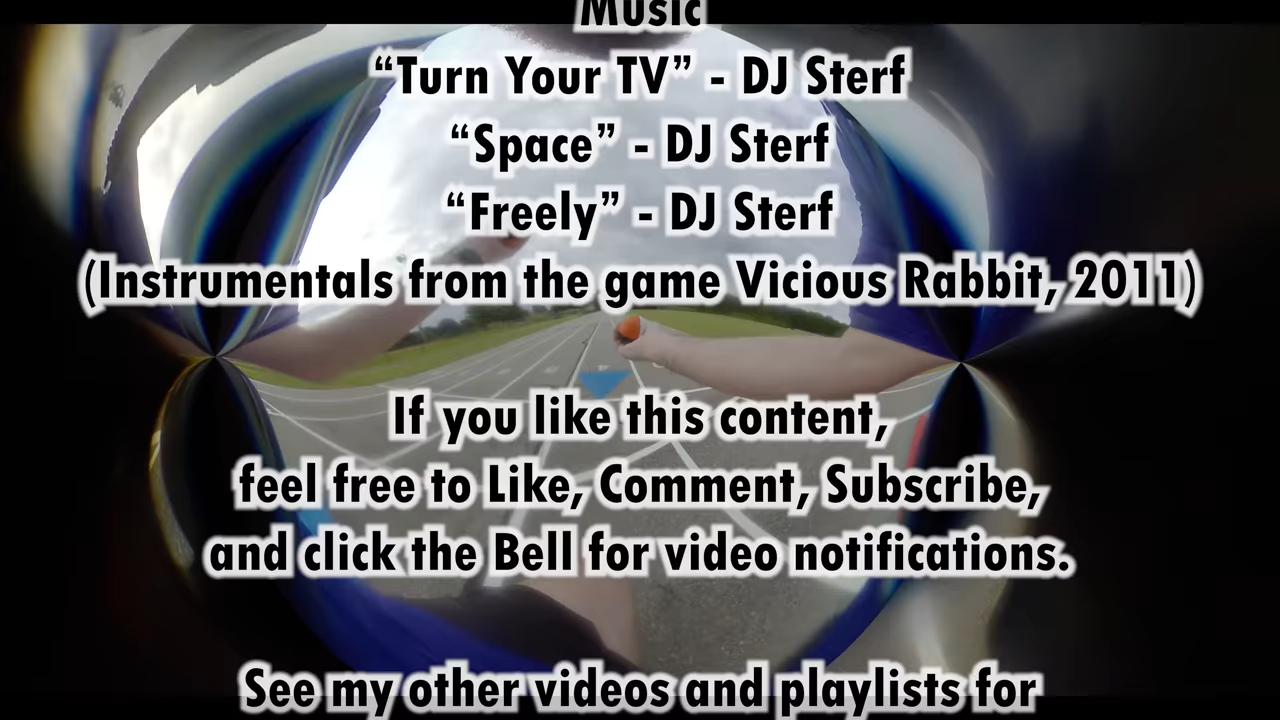 Music
“Turn Your TV” - DJ Sterf
“Space” - DJ Sterf
“Freely” - DJ Sterf
(Instrumentals from the game Vicious Rabbit, 2011)
If you like this content,
feel free to Like, Comment, Subscribe,
and click the Bell for video notifications.
See my other videos and playlists for